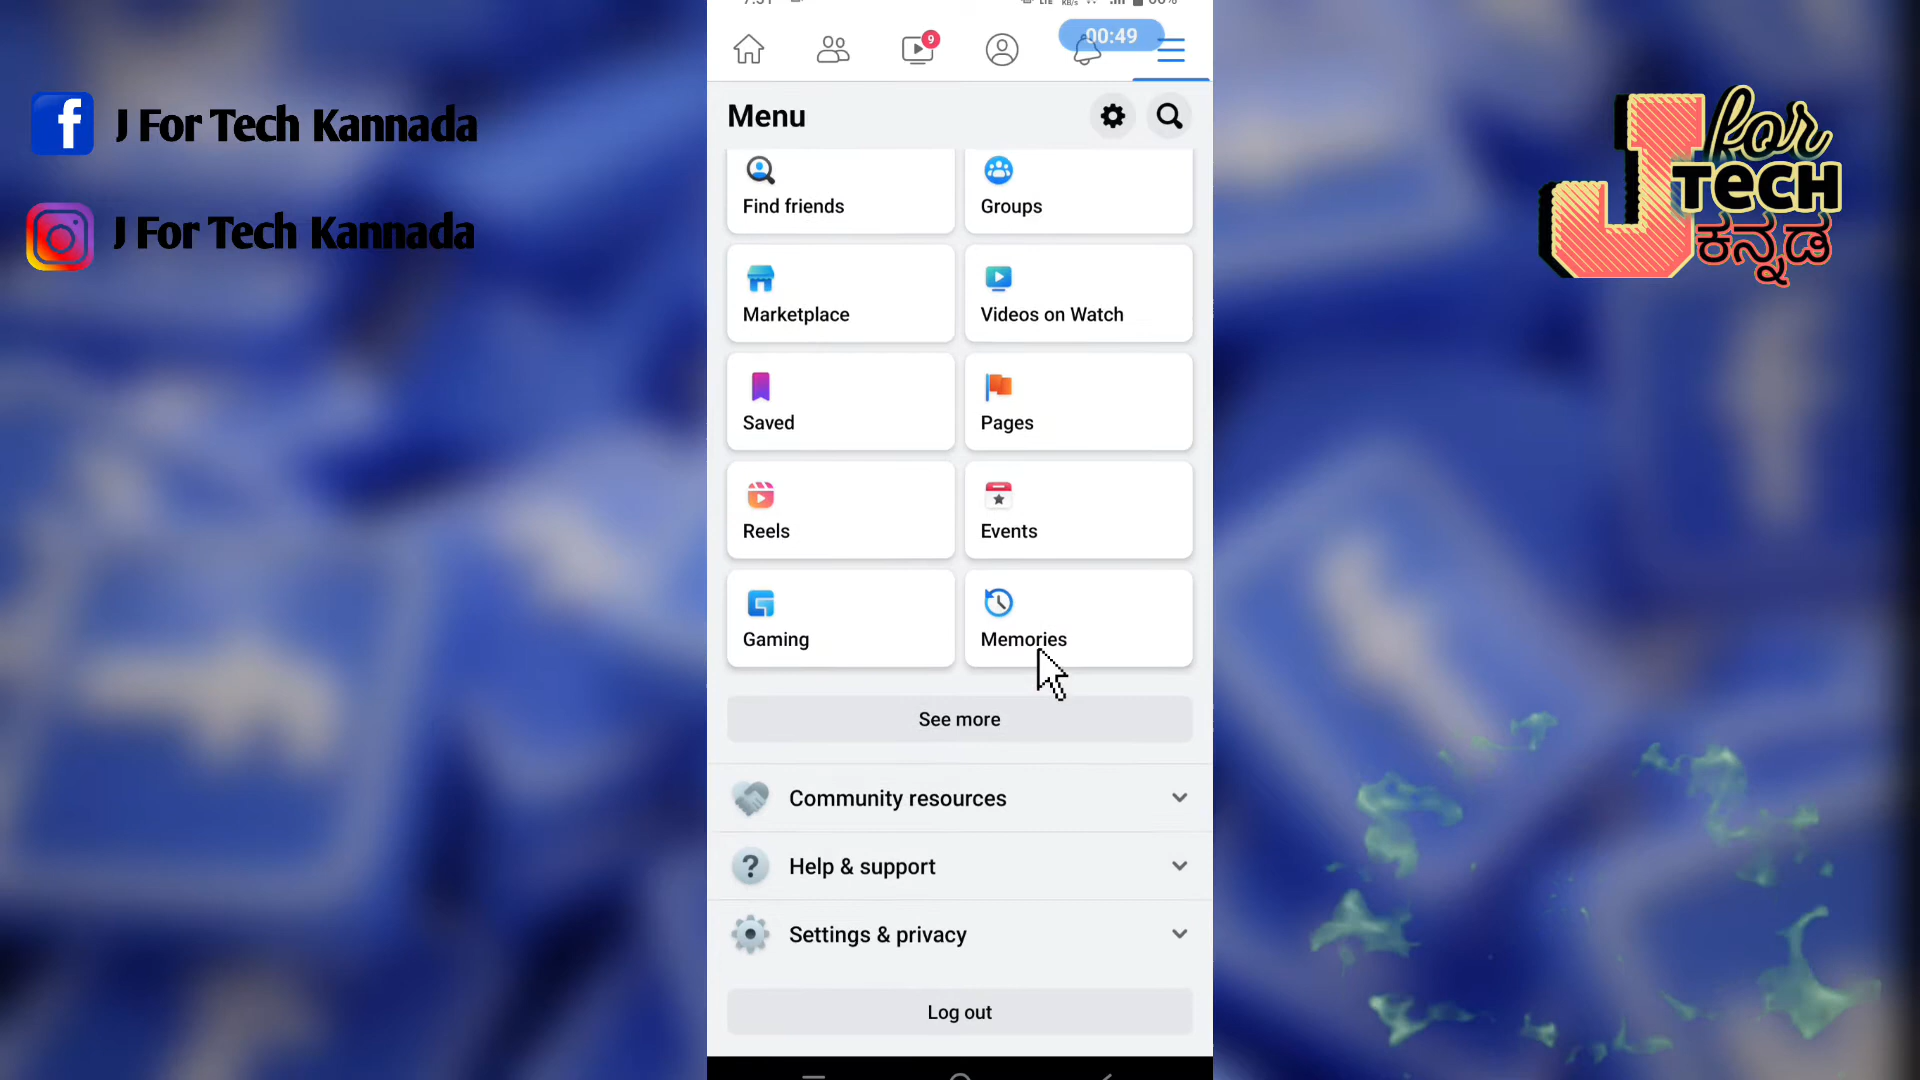 J For Tech Kannada
J For Tech Kannada
9
00:49
Menu
Find friends
Groups
Marketplace
Videos on Watch
Saved
Pages
Reels
Events
Gaming
Memories
See more
Community resources
Help & support
Settings & privacy
Log out
J for
TECH
ಕನ್ನಡ